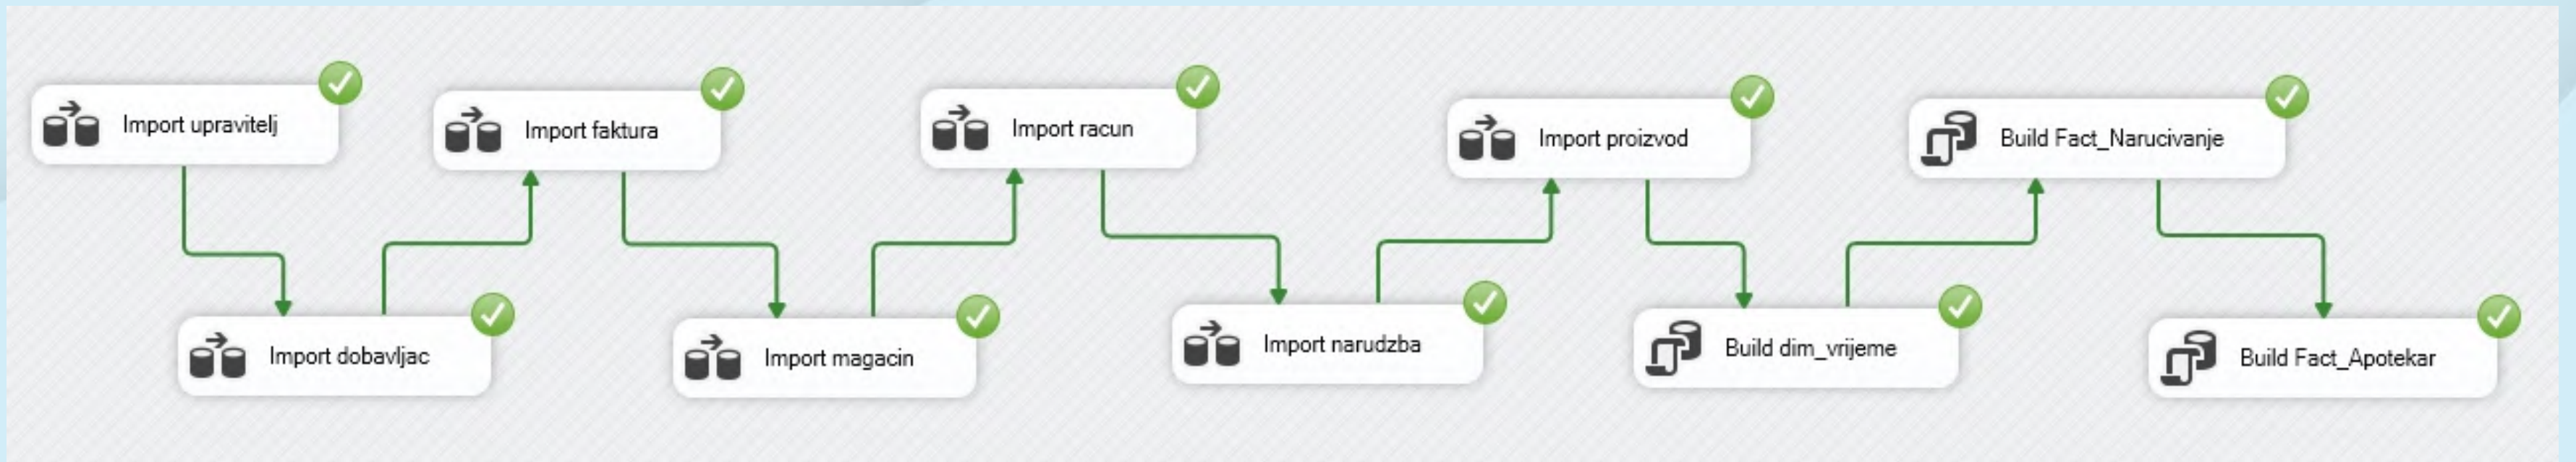 Import upravitelj
Import dobavljac
Import faktura
Import magacin
Import racun
Import narudzba
Import proizvod
Build dim_vrijeme
Build Fact_Narucivanje
Build Fact_Apotekar